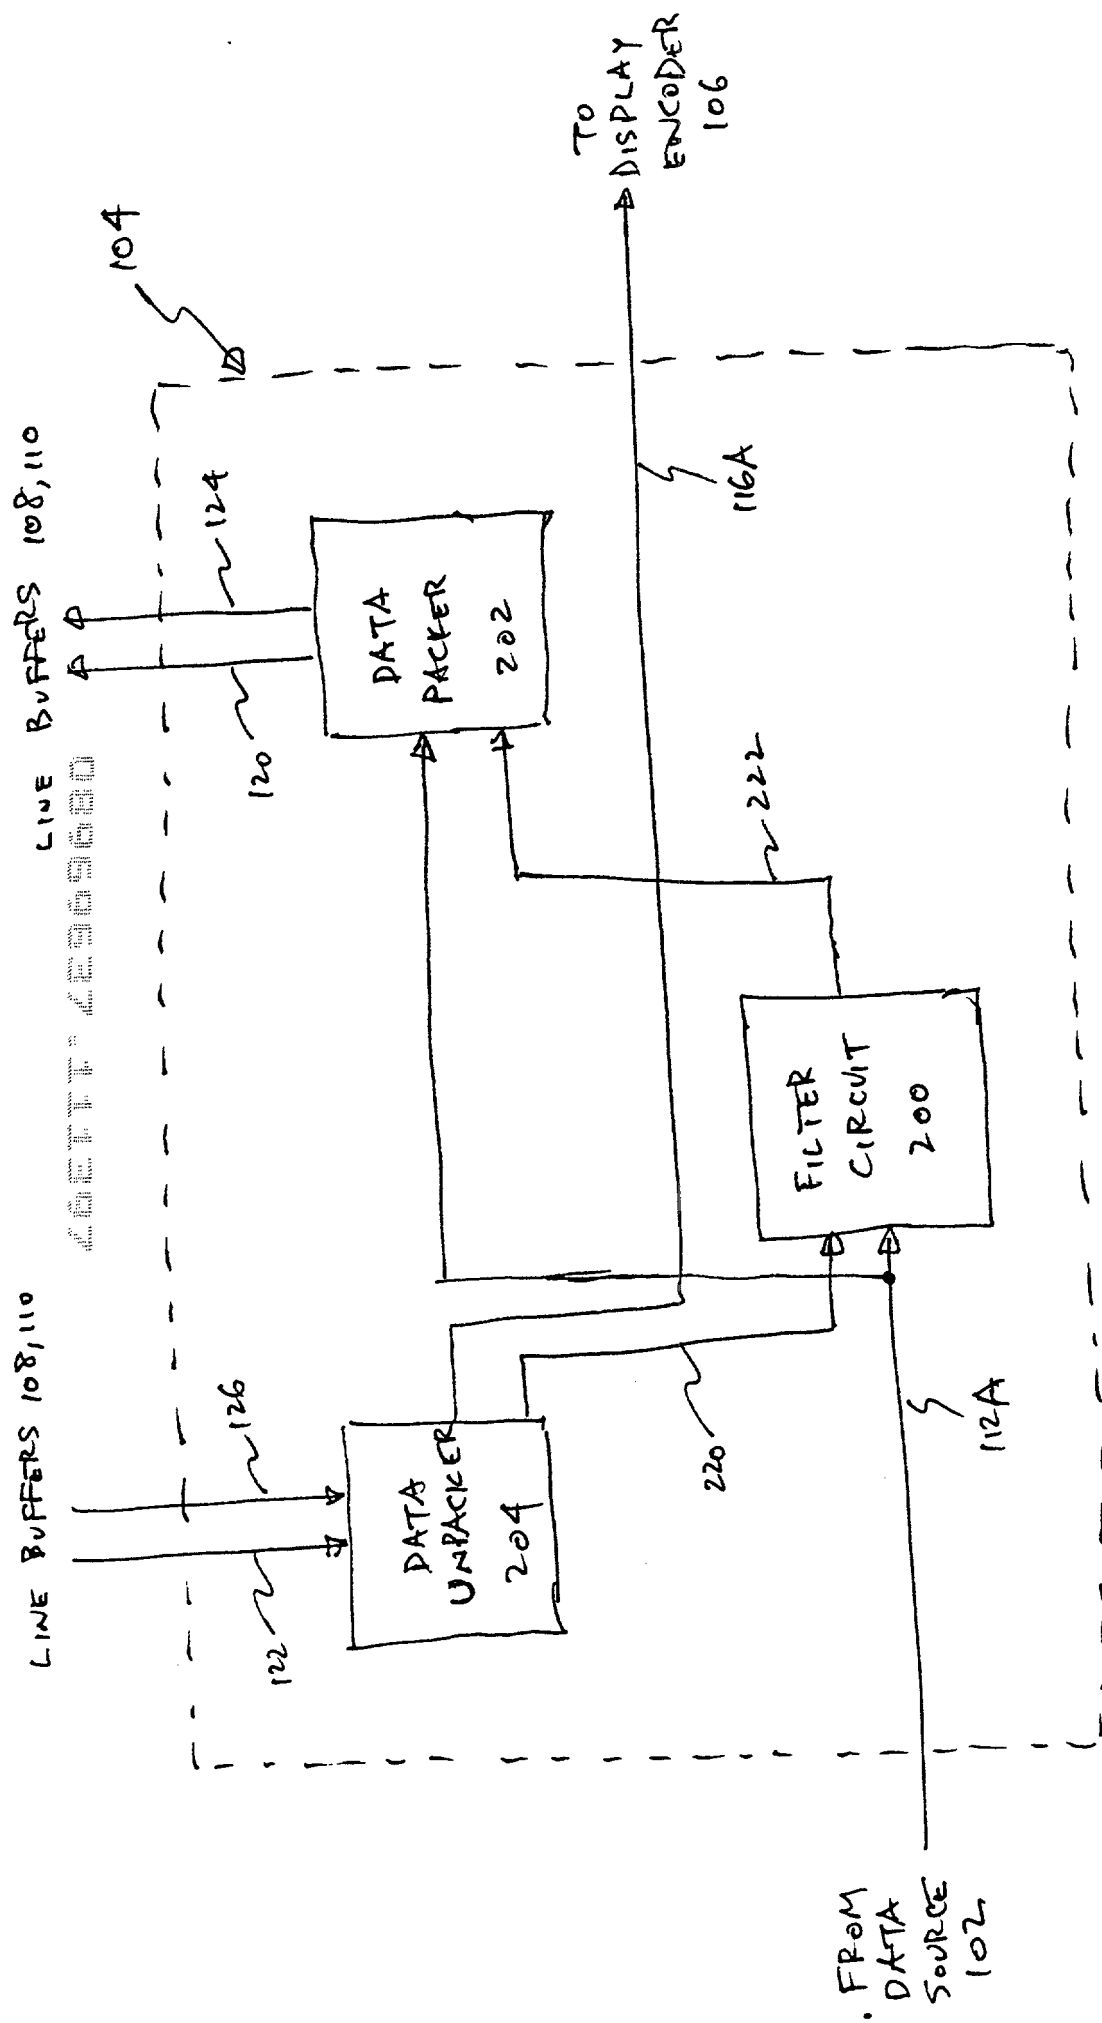 LINE BUFFERS 108,110
LINE BUFFERS 108,110
104
122
126
120
124
DATA
UNPACKER
204
DATA
PACKER
202
TO
DISPLAY
ENCODER
106
116A
220
222
FILTER
CIRCUIT
200
112A
. FROM
DATA
SOURCE
102